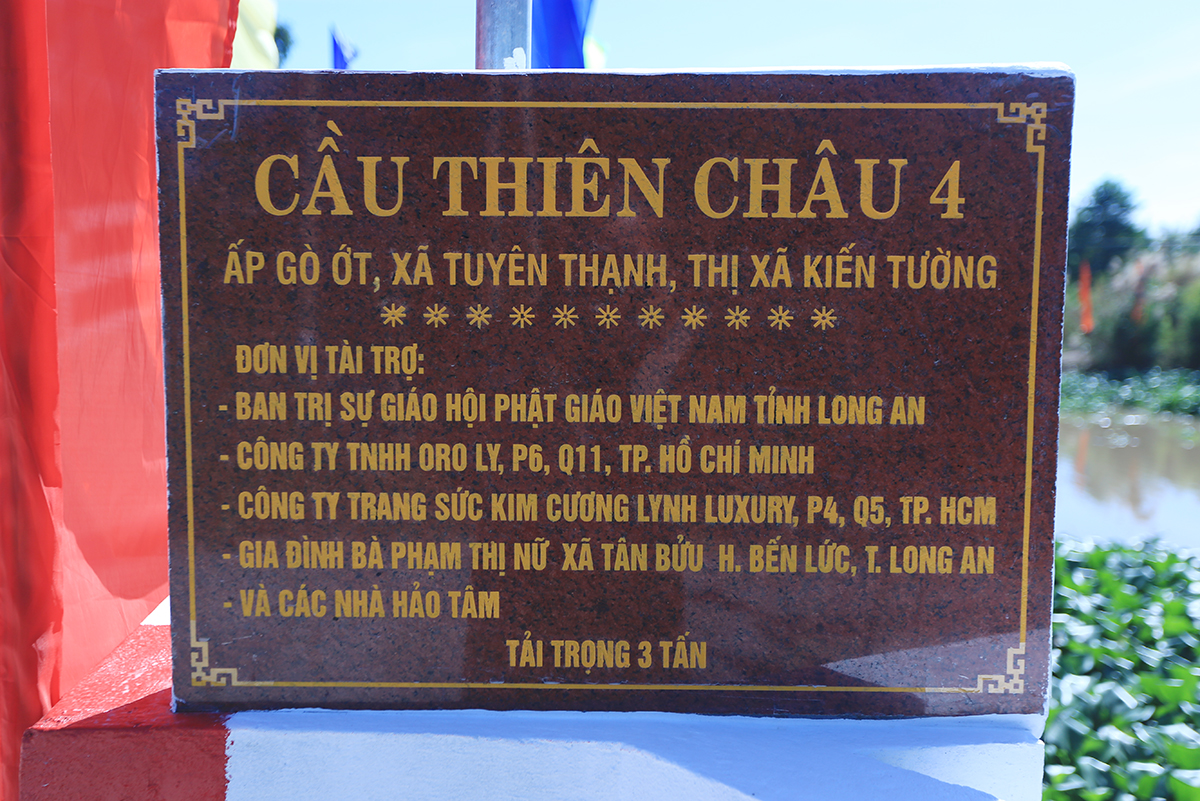 CẦU THIÊN CHÂU 4
ẤP GÒ ỚT, XÃ TUYÊN THẠNH, THỊ XÃ KIẾN TƯỜNG
ĐƠN VỊ TÀI TRỢ:
- BAN TRỊ SỰ GIÁO HỘI PHẬT GIÁO VIỆT NAM TỈNH LONG AN
- CÔNG TY TNHH ORO LY, P6, Q11, TP. HỒ CHÍ MINH
- CÔNG TY TRANG SỨC KIM CƯƠNG LYNH LUXURY, P4, Q5, TP. HCM
- GIA ĐÌNH BÀ PHẠM THỊ NỮ XÃ TÂN BỬU H. BẾN LỨC, T. LONG AN
- VÀ CÁC NHÀ HẢO TÂM
TẢI TRỌNG 3 TẤN